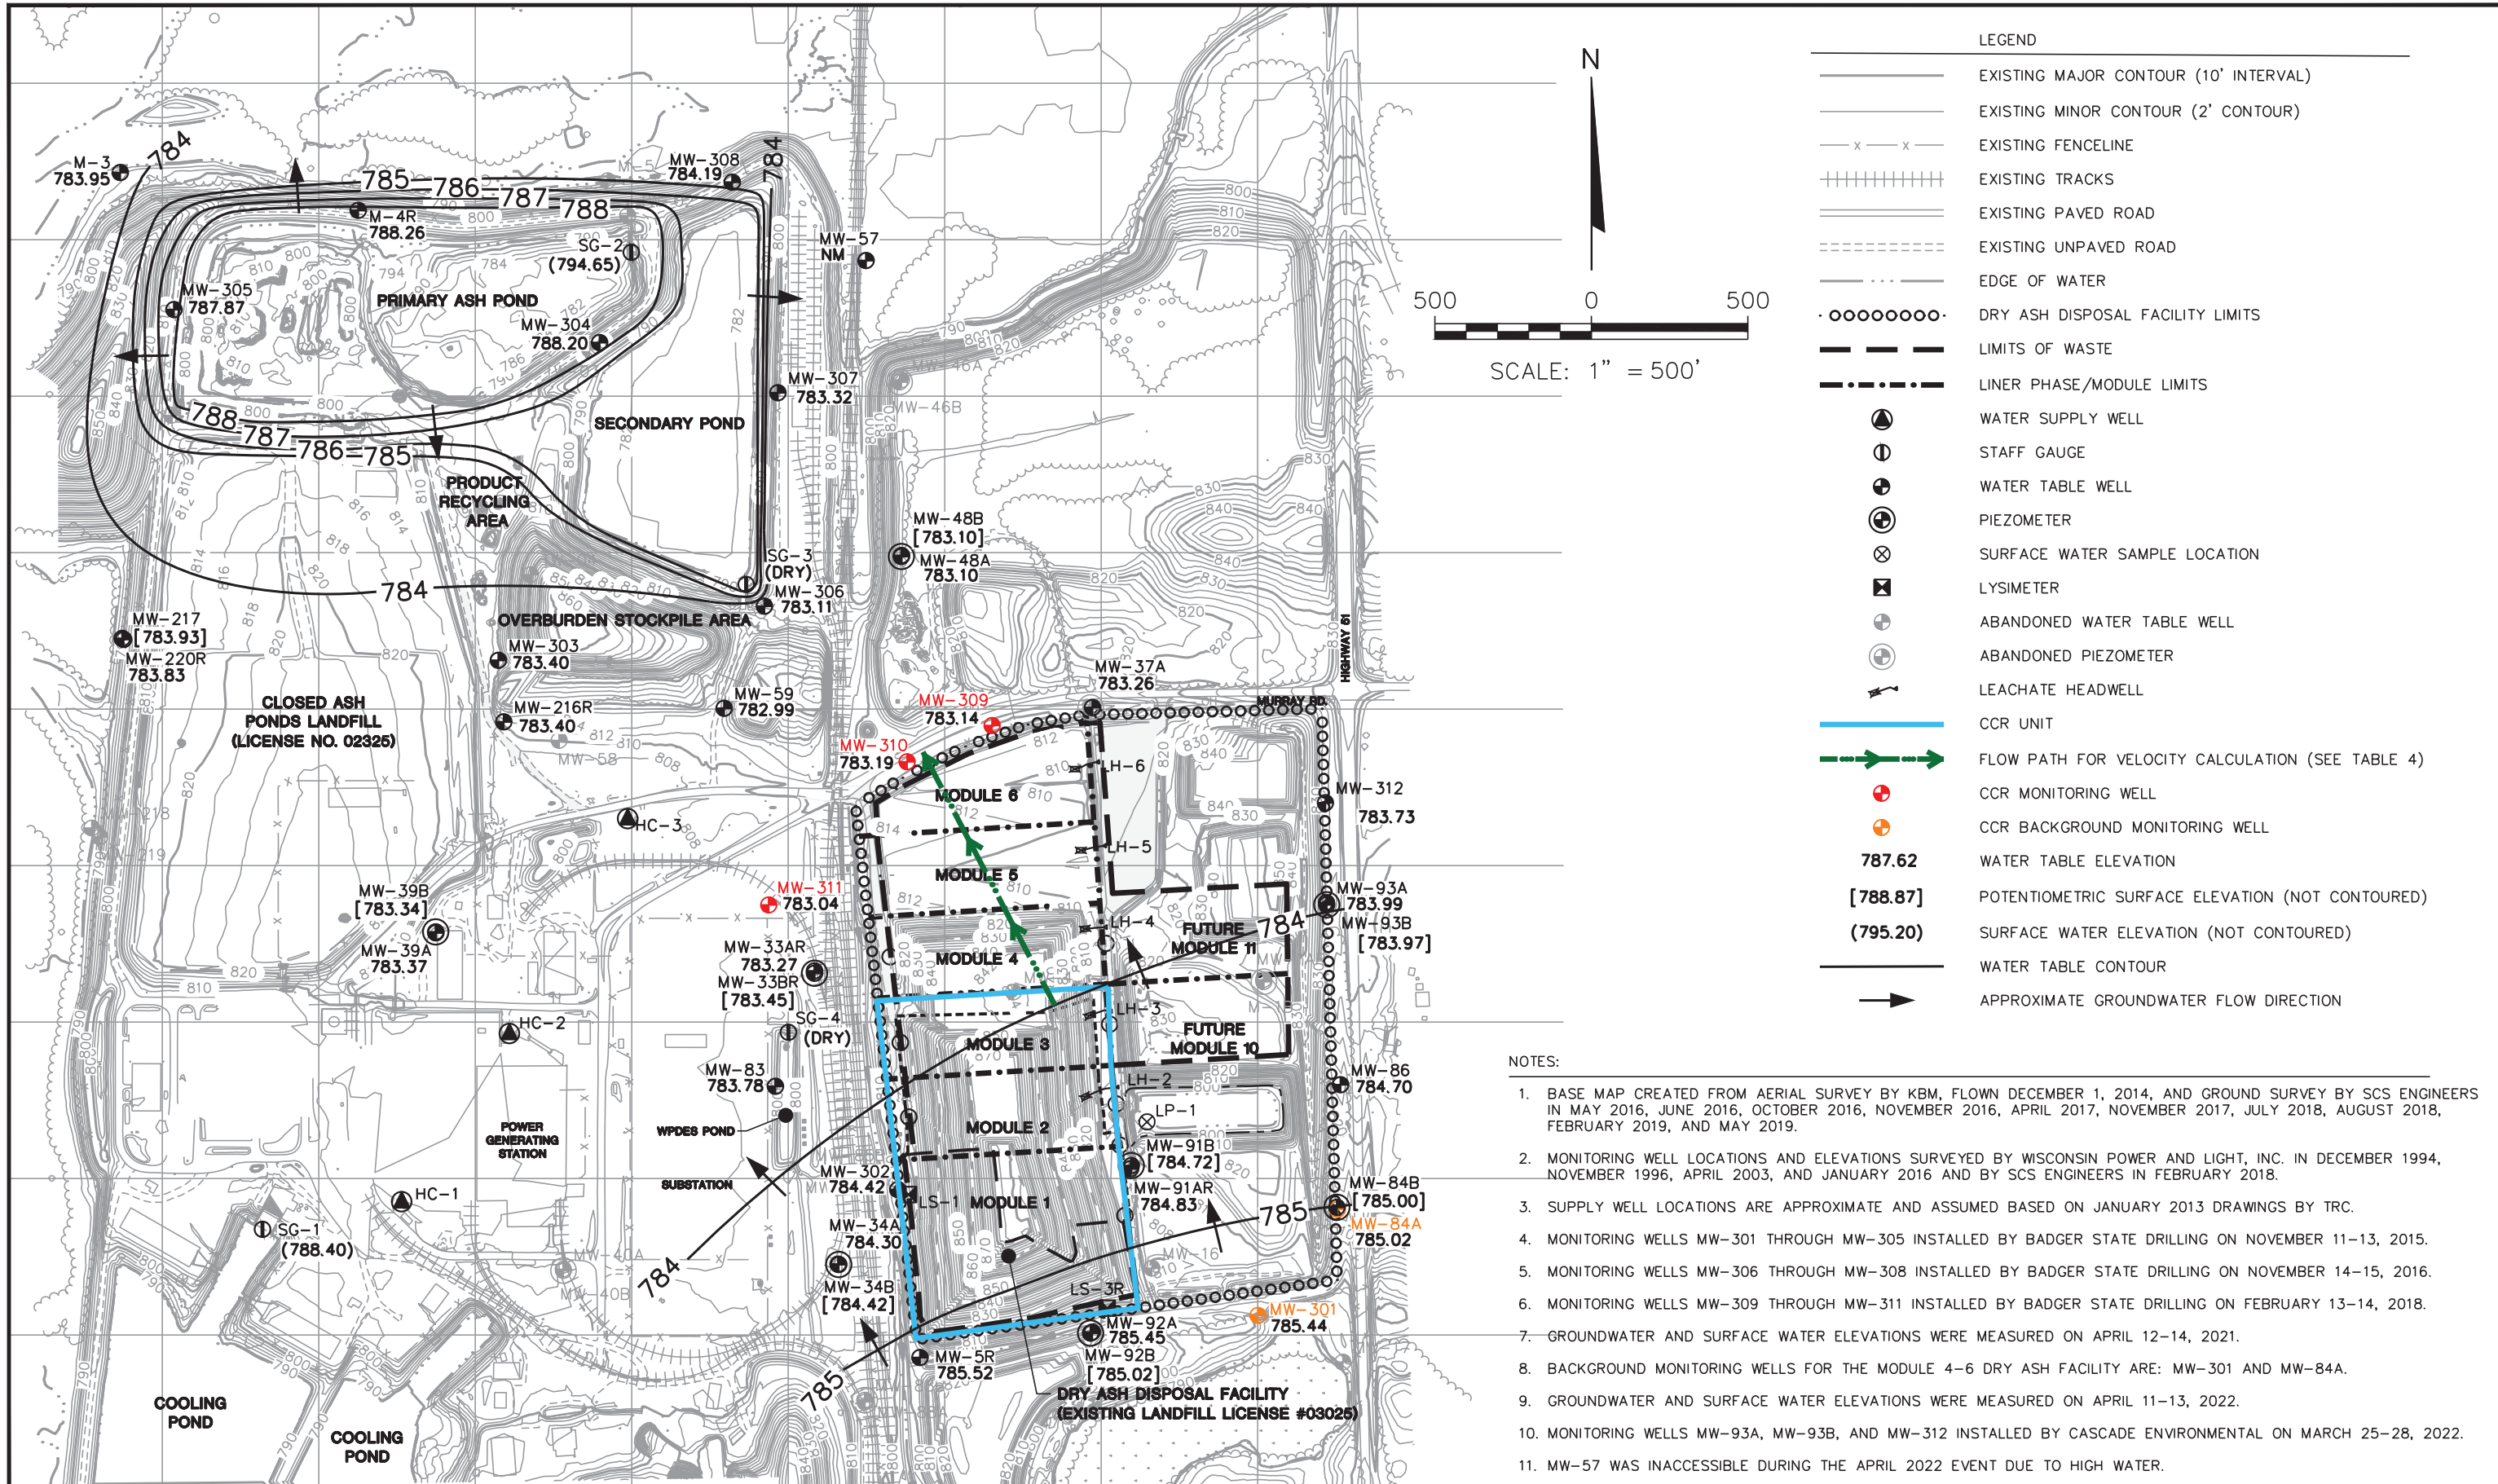 M-3
783.95
784
MW-308
784.19
784
785
786
787
788
M-5
M-4R
788.26
SG-2
(794.65)
MW-57
NM
MW-305
787.87
PRIMARY ASH POND
MW-304
788.20
MW-307
783.32
MW-46A
MW-46B
788
787
786
785
SECONDARY POND
PRODUCT
RECYCLING
AREA
MW-48B
[783.10]
MW-48A
783.10
SG-3
(DRY)
MW-306
783.11
784
OVERBURDEN STOCKPILE AREA
MW-217
[783.93]
MW-220R
783.83
MW-303
783.40
MW-59
782.99
MW-216R
783.40
MW-58
CLOSED ASH
PONDS LANDFILL
(LICENSE NO. 02325)
MW-37A
783.26
MW-309
783.14
MURRAY RD.
HIGHWAY 51
MW-310
783.19
LH-6
MODULE 6
MW-312
783.73
HC-3
LH-5
MODULE 5
MW-311
783.04
MW-39B
[783.34]
MW-39A
783.37
MW-93A
783.99
MW-93B
[783.97]
784
LH-4
FUTURE
MODULE 11
MODULE 4
MW-33AR
783.27
MW-33BR
[783.45]
SG-4
(DRY)
HC-2
LH-3
MODULE 3
FUTURE
MODULE 10
MW-83
783.78
LH-2
MW-86
784.70
LP-1
WPDES POND
POWER
GENERATING
STATION
MODULE 2
MW-91B
[784.72]
MW-302
784.42
SUBSTATION
LS-1
MODULE 1
MW-91AR
784.83
MW-84B
[785.00]
MW-84A
785.02
785
HC-1
SG-1
(788.40)
MW-34A
784.30
MW-34B
[784.42]
MW-40A
MW-40B
784
MW-16
LS-3R
MW-301
785.44
MW-92A
785.45
MW-92B
[785.02]
MW-5R
785.52
785
DRY ASH DISPOSAL FACILITY
(EXISTING LANDFILL LICENSE #03025)
COOLING
POND
COOLING
POND
N
500 0 500
SCALE: 1" = 500'
LEGEND
EXISTING MAJOR CONTOUR (10' INTERVAL)
EXISTING MINOR CONTOUR (2' CONTOUR)
EXISTING FENCELINE
EXISTING TRACKS
EXISTING PAVED ROAD
EXISTING UNPAVED ROAD
EDGE OF WATER
DRY ASH DISPOSAL FACILITY LIMITS
LIMITS OF WASTE
LINER PHASE/MODULE LIMITS
WATER SUPPLY WELL
STAFF GAUGE
WATER TABLE WELL
PIEZOMETER
SURFACE WATER SAMPLE LOCATION
LYSIMETER
ABANDONED WATER TABLE WELL
ABANDONED PIEZOMETER
LEACHATE HEADWELL
CCR UNIT
FLOW PATH FOR VELOCITY CALCULATION (SEE TABLE 4)
CCR MONITORING WELL
CCR BACKGROUND MONITORING WELL
787.62 WATER TABLE ELEVATION
[788.87] POTENTIOMETRIC SURFACE ELEVATION (NOT CONTOURED)
(795.20) SURFACE WATER ELEVATION (NOT CONTOURED)
WATER TABLE CONTOUR
APPROXIMATE GROUNDWATER FLOW DIRECTION
NOTES:
1. BASE MAP CREATED FROM AERIAL SURVEY BY KBM, FLOWN DECEMBER 1, 2014, AND GROUND SURVEY BY SCS ENGINEERS
IN MAY 2016, JUNE 2016, OCTOBER 2016, NOVEMBER 2016, APRIL 2017, NOVEMBER 2017, JULY 2018, AUGUST 2018,
FEBRUARY 2019, AND MAY 2019.
2. MONITORING WELL LOCATIONS AND ELEVATIONS SURVEYED BY WISCONSIN POWER AND LIGHT, INC. IN DECEMBER 1994,
NOVEMBER 1996, APRIL 2003, AND JANUARY 2016 AND BY SCS ENGINEERS IN FEBRUARY 2018.
3. SUPPLY WELL LOCATIONS ARE APPROXIMATE AND ASSUMED BASED ON JANUARY 2013 DRAWINGS BY TRC.
4. MONITORING WELLS MW-301 THROUGH MW-305 INSTALLED BY BADGER STATE DRILLING ON NOVEMBER 11-13, 2015.
5. MONITORING WELLS MW-306 THROUGH MW-308 INSTALLED BY BADGER STATE DRILLING ON NOVEMBER 14-15, 2016.
6. MONITORING WELLS MW-309 THROUGH MW-311 INSTALLED BY BADGER STATE DRILLING ON FEBRUARY 13-14, 2018.
7. GROUNDWATER AND SURFACE WATER ELEVATIONS WERE MEASURED ON APRIL 12-14, 2021.
8. BACKGROUND MONITORING WELLS FOR THE MODULE 4-6 DRY ASH FACILITY ARE: MW-301 AND MW-84A.
9. GROUNDWATER AND SURFACE WATER ELEVATIONS WERE MEASURED ON APRIL 11-13, 2022.
10. MONITORING WELLS MW-93A, MW-93B, AND MW-312 INSTALLED BY CASCADE ENVIRONMENTAL ON MARCH 25-28, 2022.
11. MW-57 WAS INACCESSIBLE DURING THE APRIL 2022 EVENT DUE TO HIGH WATER.